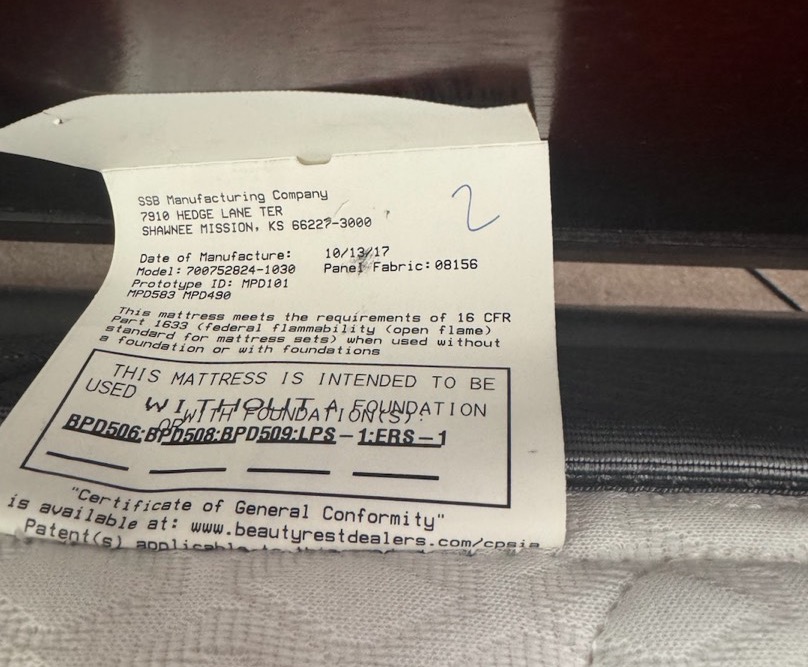 SSB Manufacturing Company
7910 HEDGE LANE TER
SHAWNEE MISSION, KS 66227-3000
2
Date of Manufacture: 10/13/17
Model: 700752824-1030 Panel Fabric: 08156
Prototype ID: MPD101
MPD583 MPD490
This mattress meets the requirements of 16 CFR
Part 1633 (federal flammability (open flame)
standard for mattress sets) when used without
a foundation or with foundations
THIS MATTRESS IS INTENDED TO BE
USED WITHOUT A FOUNDATION
OR WITH FOUNDATION(S):
BPD506;BPD508;BPD509;LPS-1;ERS-1
"Certificate of General Conformity"
is available at: www.beautyrestdealers.com/cpsia
Patent(s) applicable to